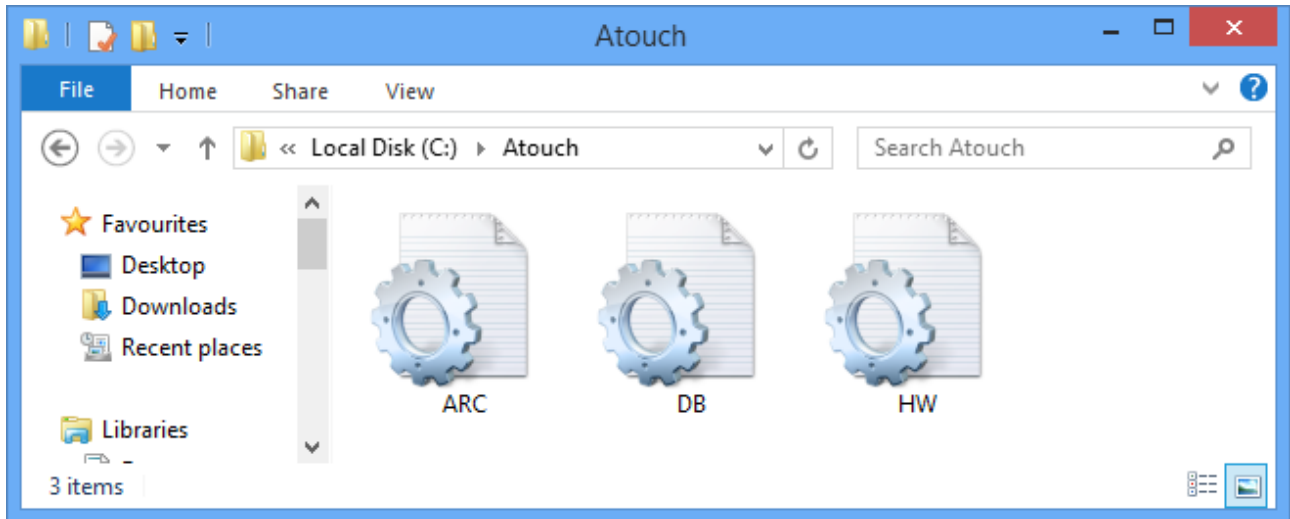 Atouch
File Home Share View
« Local Disk (C:) Atouch Search Atouch
Favourites
Desktop
Downloads
Recent places
Libraries
ARC DB HW
3 items